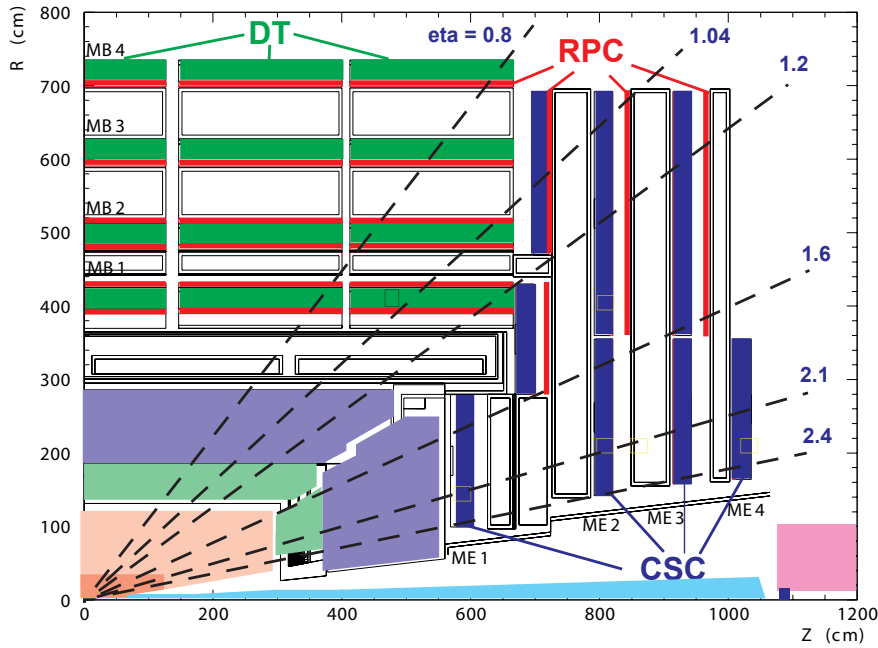 R (cm)
800
700
600
500
400
300
200
100
0
0
200
400
600
800
1000
1200
Z (cm)
MB 4
MB 3
MB 2
MB 1
DT
eta = 0.8
1.04
RPC
1.2
1.6
2.1
2.4
ME 1
ME 2
ME 3
ME 4
CSC